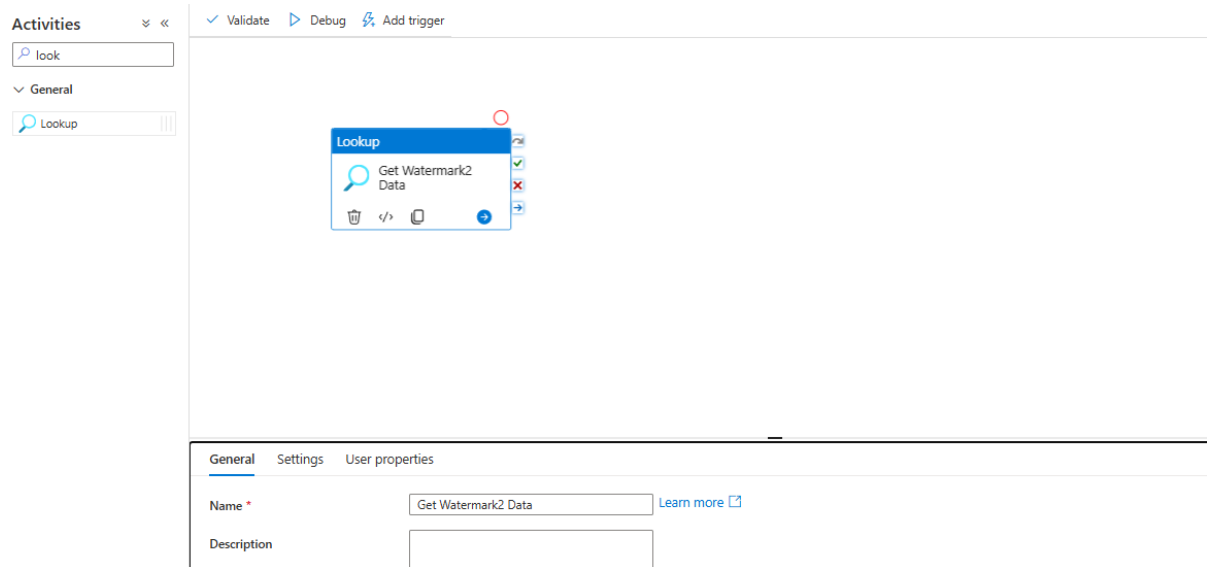 Activities
look
General
Lookup
Validate
Debug
Add trigger
Lookup
Get Watermark2
Data
General
Settings
User properties
Name *
Get Watermark2 Data
Learn more
Description